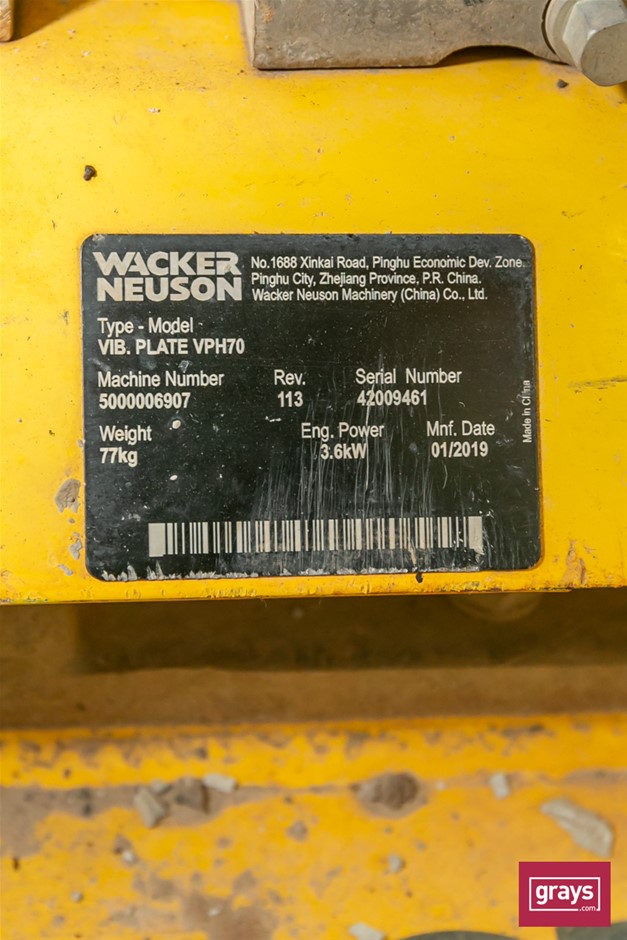 WACKER
NEUSON
No.1688 Xinkai Road, Pinghu Economic Dev. Zone,
Pinghu City, Zhejiang Province, P.R. China.
Wacker Neuson Machinery (China) Co., Ltd.
Type - Model
VIB. PLATE VPH70
Machine Number Rev. Serial Number
5000006907 113 42009461
Weight Eng. Power Mnf. Date
77kg 3.6kW 01/2019
Made in China
grays
.com